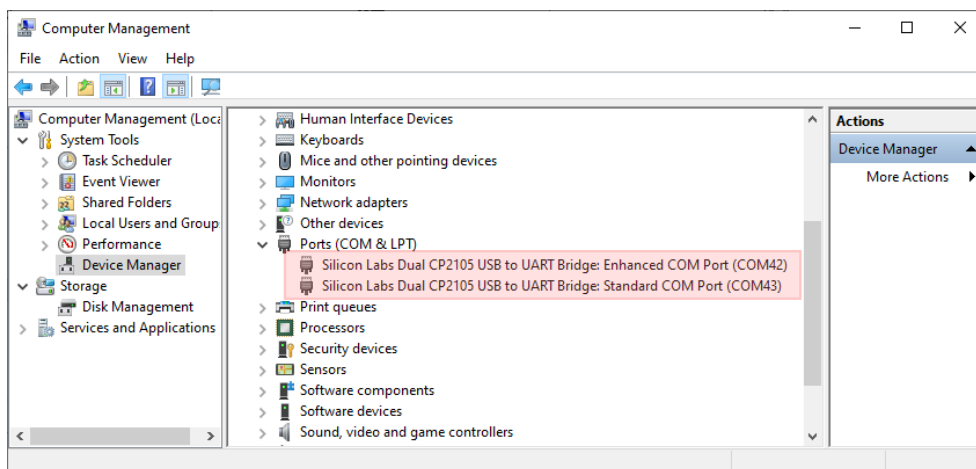 Computer Management
File Action View Help
Computer Management (Loca
System Tools
Task Scheduler
Event Viewer
Shared Folders
Local Users and Group
Performance
Device Manager
Storage
Disk Management
Services and Applications
Human Interface Devices
Keyboards
Mice and other pointing devices
Monitors
Network adapters
Other devices
Ports (COM & LPT)
Silicon Labs Dual CP2105 USB to UART Bridge: Enhanced COM Port (COM42)
Silicon Labs Dual CP2105 USB to UART Bridge: Standard COM Port (COM43)
Print queues
Processors
Security devices
Sensors
Software components
Software devices
Sound, video and game controllers
Actions
Device Manager
More Actions